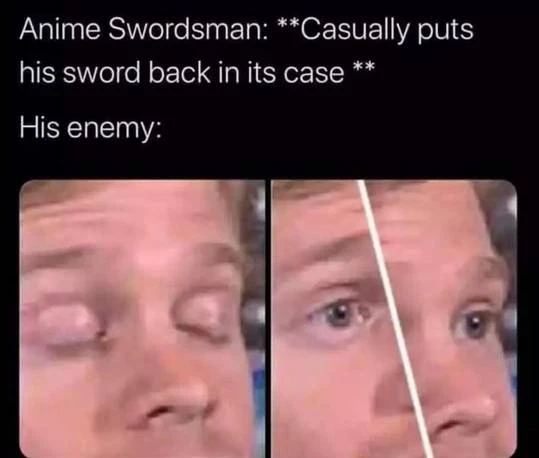 Anime Swordsman: **Casually puts
his sword back in its case **
His enemy: